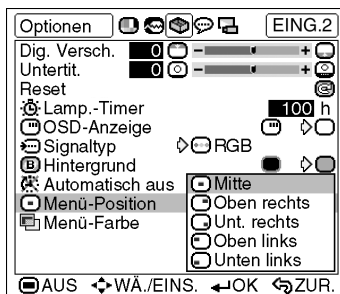 Optionen EING.2
Dig. Versch. 0 - +
Untertit. 0 - +
Reset
Lamp.-Timer 100 h
OSD-Anzeige
Signaltyp RGB
B Hintergrund
Automatisch aus
Menü-Position
Menü-Farbe
Mitte
Oben rechts
Unt. rechts
Oben links
Unten links
AUS WÄ./EINS. OK ZUR.